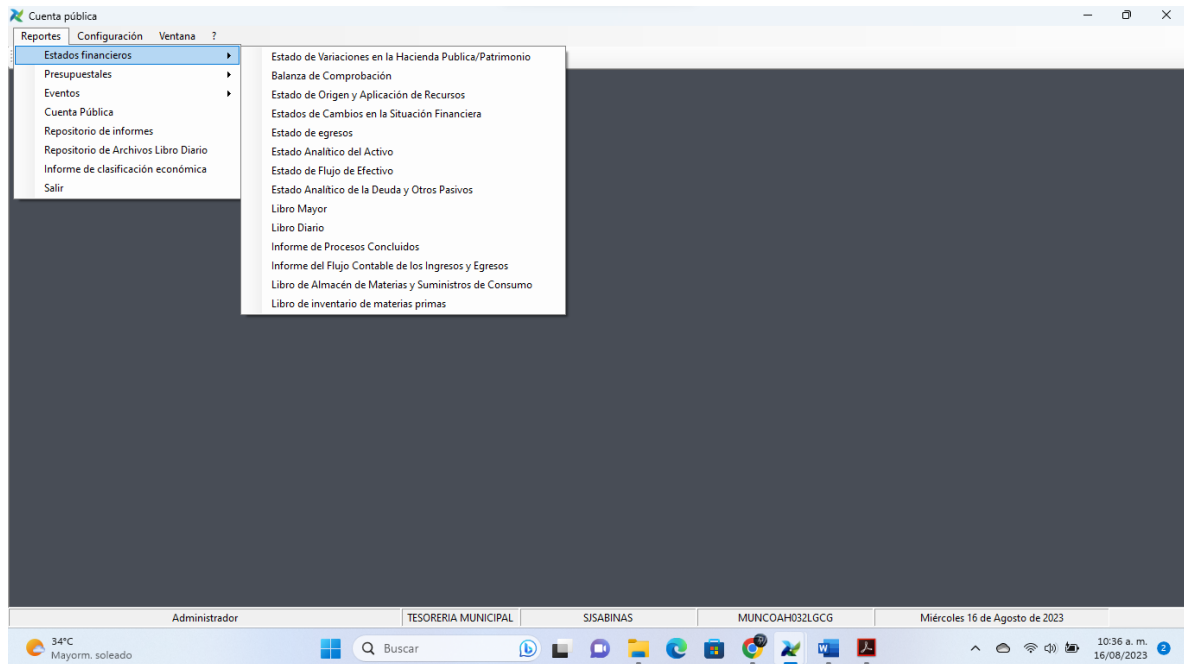 Cuenta pública
Reportes Configuración Ventana ?
Estados financieros
Presupuestales
Eventos
Cuenta Pública
Repositorio de informes
Repositorio de Archivos Libro Diario
Informe de clasificación económica
Salir
Estado de Variaciones en la Hacienda Publica/Patrimonio
Balanza de Comprobación
Estado de Origen y Aplicación de Recursos
Estados de Cambios en la Situación Financiera
Estado de egresos
Estado Analítico del Activo
Estado de Flujo de Efectivo
Estado Analítico de la Deuda y Otros Pasivos
Libro Mayor
Libro Diario
Informe de Procesos Concluidos
Informe del Flujo Contable de los Ingresos y Egresos
Libro de Almacén de Materias y Suministros de Consumo
Libro de inventario de materias primas
Administrador TESORERIA MUNICIPAL SJSABINAS MUNCOAH032LGCG Miércoles 16 de Agosto de 2023
34°C
Mayorm. soleado
Buscar
10:36 a. m.
16/08/2023
2